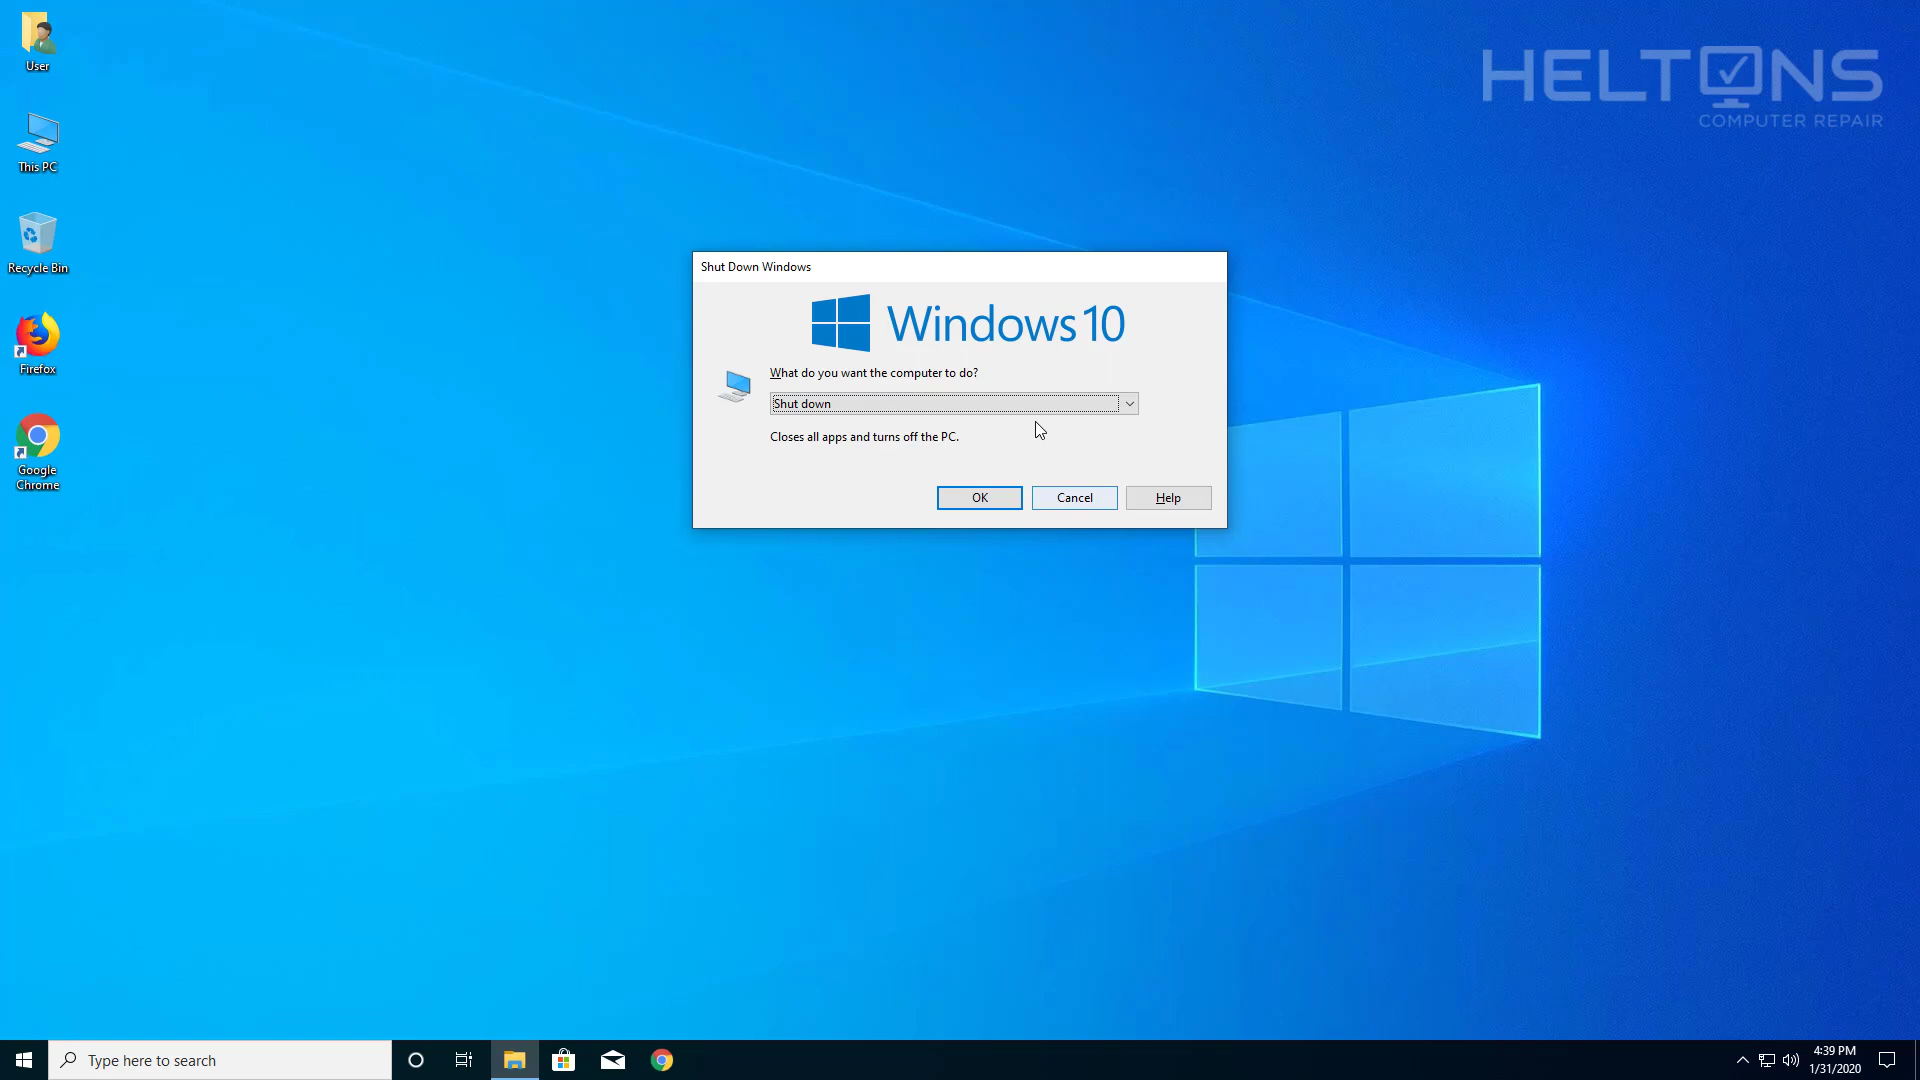 User
This PC
Recycle Bin
Firefox
Google
Chrome
HELTONS
COMPUTER REPAIR
Shut Down Windows
Windows 10
What do you want the computer to do?
Shut down
Closes all apps and turns off the PC.
OK
Cancel
Help
Type here to search
4:39 PM
1/31/2020